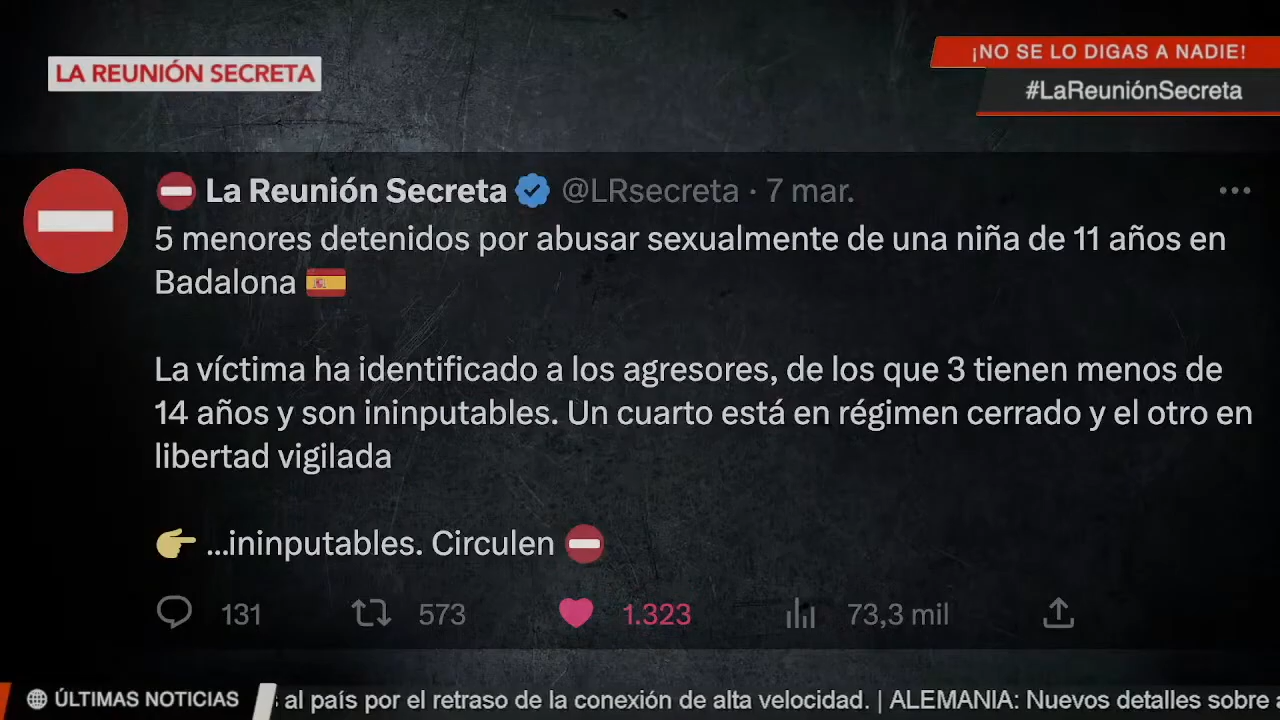 LA REUNIÓN SECRETA
¡NO SE LO DIGAS A NADIE!
#LaReuniónSecreta
La Reunión Secreta @LRsecreta · 7 mar.
5 menores detenidos por abusar sexualmente de una niña de 11 años en
Badalona
La víctima ha identificado a los agresores, de los que 3 tienen menos de
14 años y son ininputables. Un cuarto está en régimen cerrado y el otro en
libertad vigilada
...ininputables. Circulen
131 573 1.323 73,3 mil
ÚLTIMAS NOTICIAS
al país por el retraso de la conexión de alta velocidad. | ALEMANIA: Nuevos detalles sobre